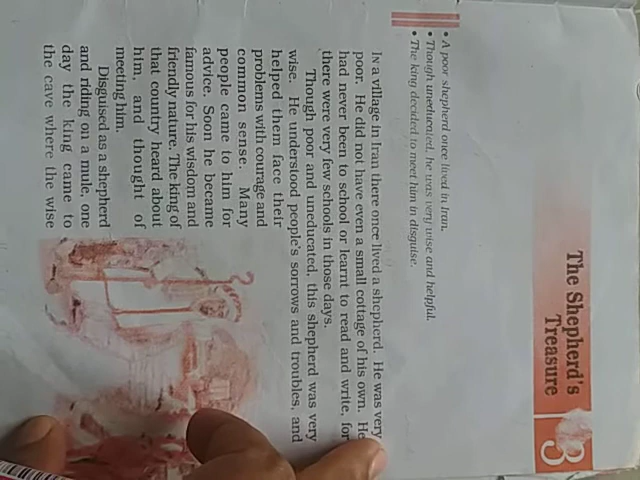 The Shepherd's
Treasure
3
• A poor shepherd once lived in Iran.
• Though uneducated, he was very wise and helpful.
• The king decided to meet him in disguise.
IN a village in Iran there once lived a shepherd. He was very
poor. He did not have even a small cottage of his own. He
had never been to school or learnt to read and write, for
there were very few schools in those days.
Though poor and uneducated, this shepherd was very
wise. He understood people's sorrows and troubles, and
helped them face their
problems with courage and
common sense. Many
people came to him for
advice. Soon he became
famous for his wisdom and
friendly nature. The king of
that country heard about
him, and thought of
meeting him.
Disguised as a shepherd
and riding on a mule, one
day the king came to
the cave where the wise